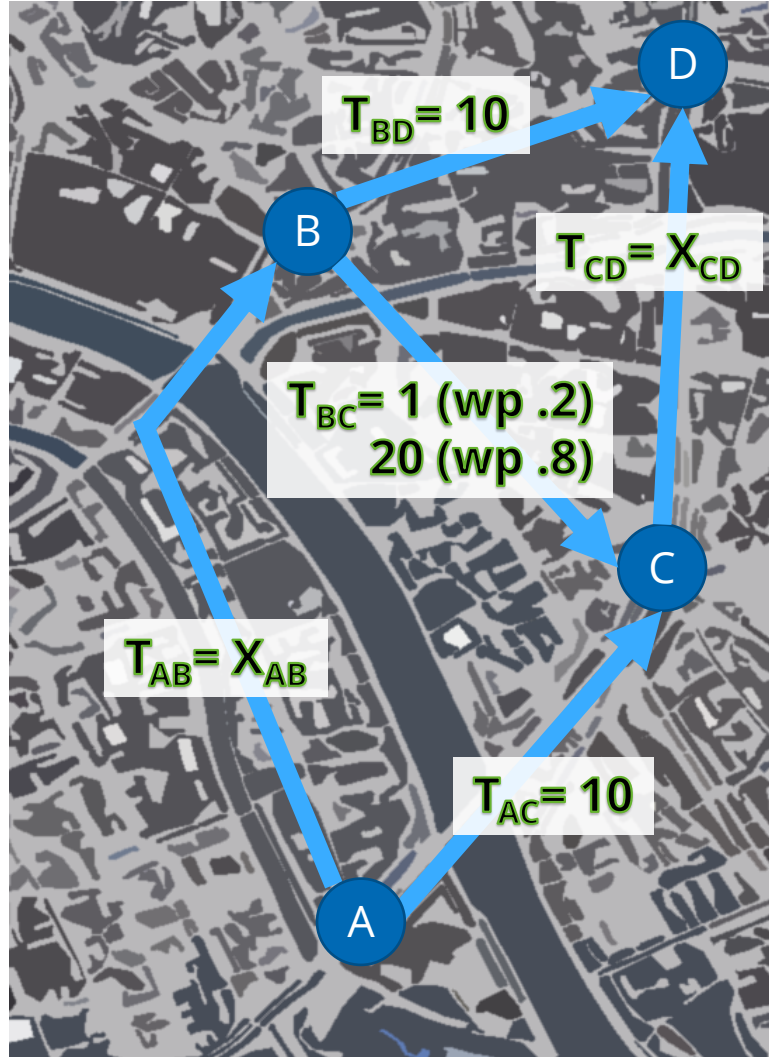 D
T_BD= 10
B
T_CD= X_CD
T_BC= 1 (wp .2)
20 (wp .8)
C
T_AB= X_AB
T_AC= 10
A